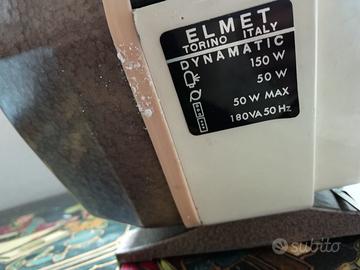 ELMET
TORINO ITALY
DYNAMATIC
150 W
50 W
50 W MAX
180VA 50 Hz
subito